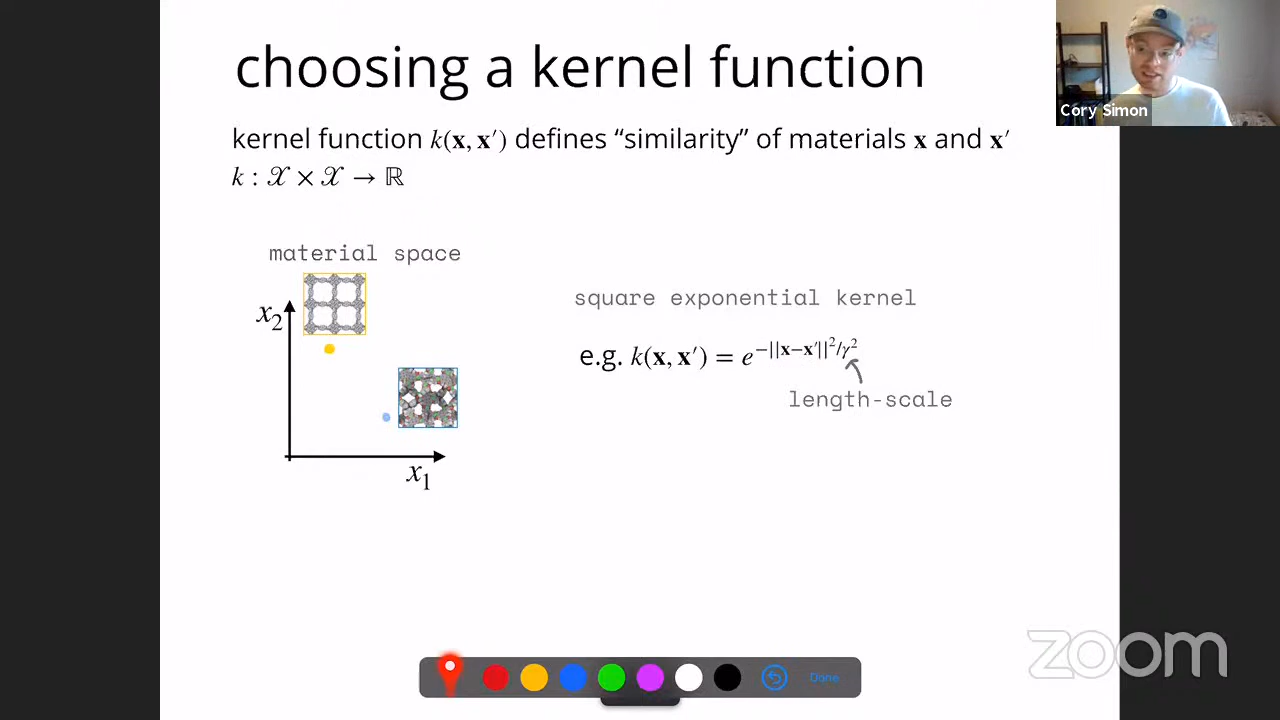 choosing a kernel function
kernel function k(x, x′) defines “similarity” of materials x and x′
k : 𝒳 × 𝒳 → ℝ
material space
x₂
x₁
square exponential kernel
e.g. k(x, x′) = e^−||x−x′||²/γ²
length-scale
Cory Simon
Done
zoom